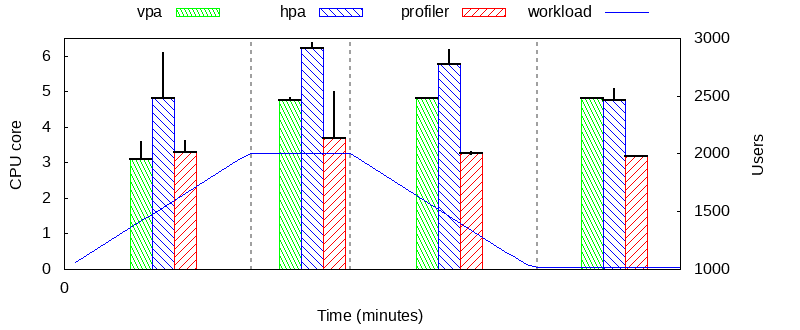 vpa hpa profiler workload
6 3000
5 2500
4
3 2000
2 1500
1
0 1000
0
CPU core
Users
Time (minutes)